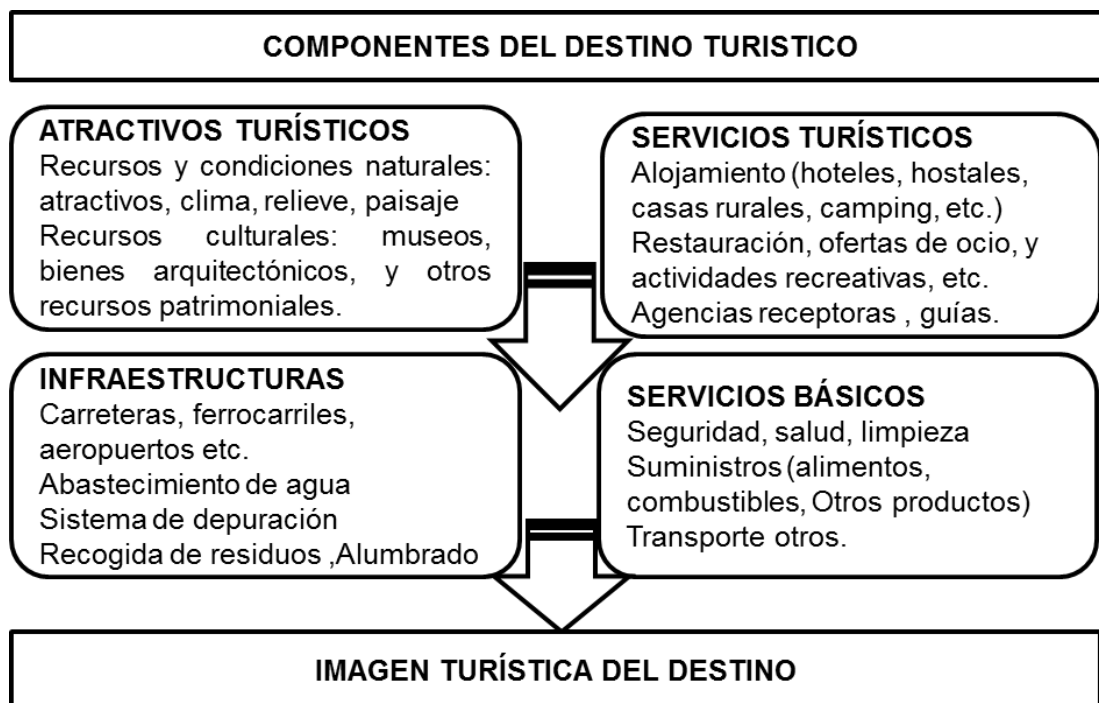 COMPONENTES DEL DESTINO TURISTICO
ATRACTIVOS TURÍSTICOS
Recursos y condiciones naturales:
atractivos, clima, relieve, paisaje
Recursos culturales: museos,
bienes arquitectónicos, y otros
recursos patrimoniales.
SERVICIOS TURÍSTICOS
Alojamiento (hoteles, hostales,
casas rurales, camping, etc.)
Restauración, ofertas de ocio, y
actividades recreativas, etc.
Agencias receptoras , guías.
INFRAESTRUCTURAS
Carreteras, ferrocarriles,
aeropuertos etc.
Abastecimiento de agua
Sistema de depuración
Recogida de residuos ,Alumbrado
SERVICIOS BÁSICOS
Seguridad, salud, limpieza
Suministros (alimentos,
combustibles, Otros productos)
Transporte otros.
IMAGEN TURÍSTICA DEL DESTINO